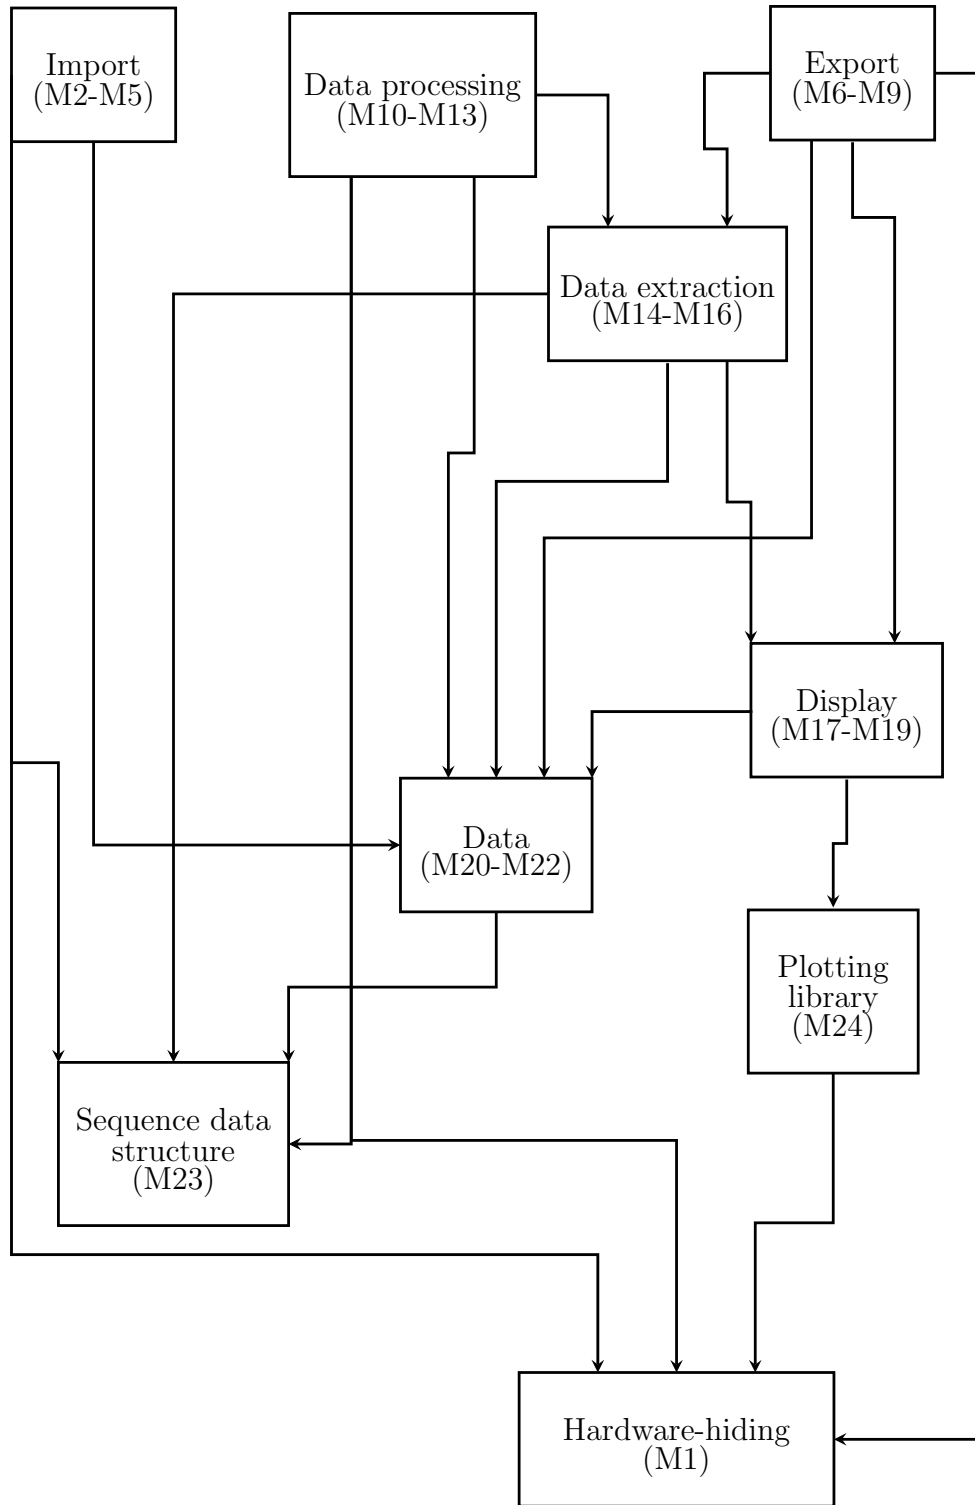 Import
(M2-M5)
Data processing
(M10-M13)
Export
(M6-M9)
Data extraction
(M14-M16)
Display
(M17-M19)
Data
(M20-M22)
Plotting
library
(M24)
Sequence data
structure
(M23)
Hardware-hiding
(M1)